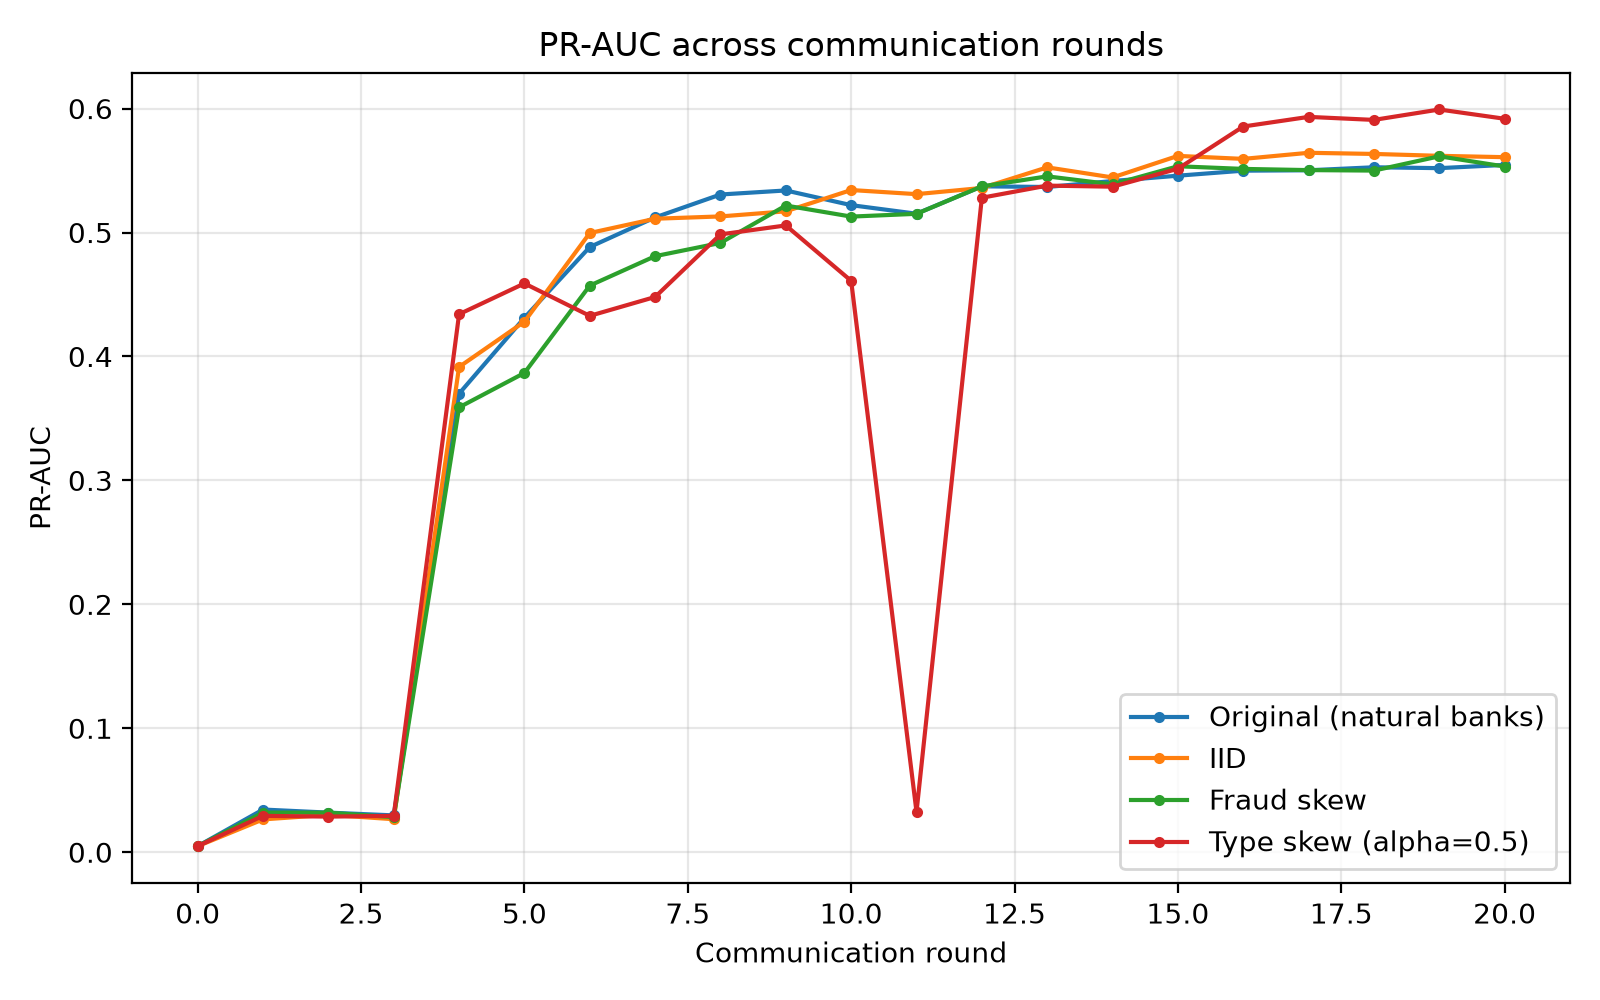 PR-AUC across communication rounds
PR-AUC
0.6
0.5
0.4
0.3
0.2
0.1
0.0
Original (natural banks)
IID
Fraud skew
Type skew (alpha=0.5)
0.0 2.5 5.0 7.5 10.0 12.5 15.0 17.5 20.0
Communication round